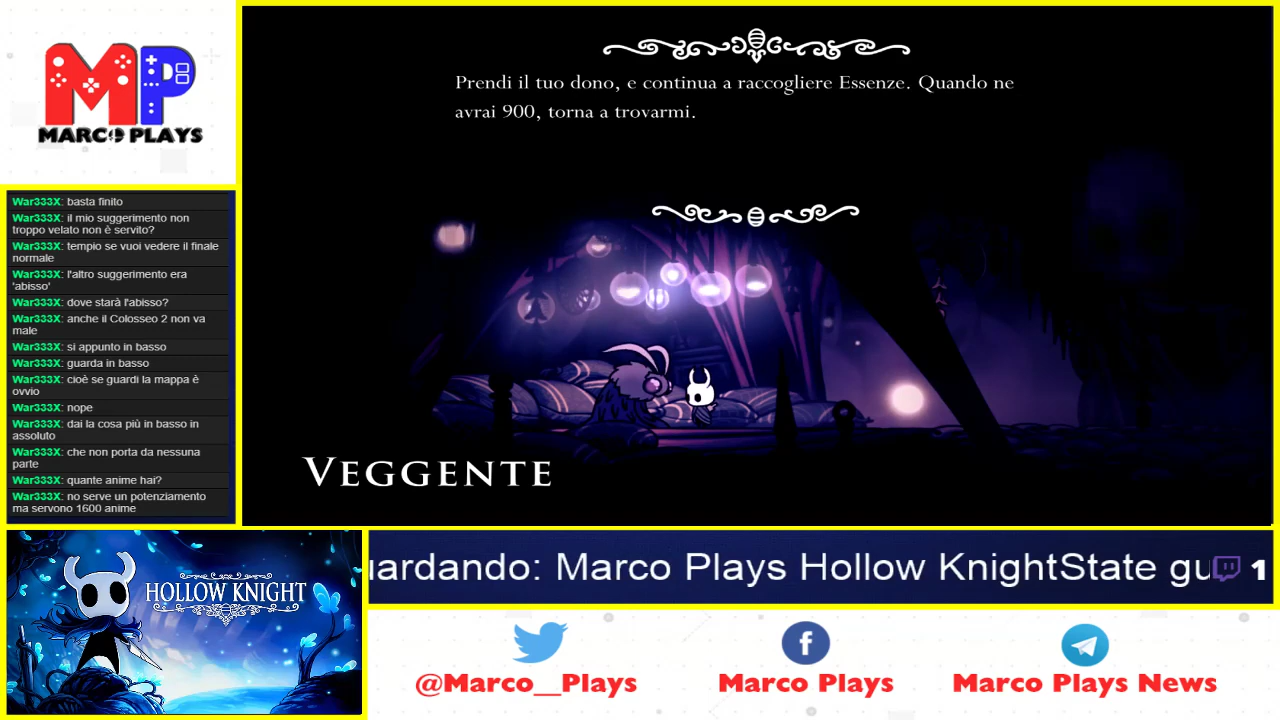 MP
MARCO PLAYS
Prendi il tuo dono, e continua a raccogliere Essenze. Quando ne
avrai 900, torna a trovarmi.
VEGGENTE
War333X: basta finito
War333X: il mio suggerimento non
troppo velato non è servito?
War333X: tempio se vuoi vedere il finale
normale
War333X: l'altro suggerimento era
'abisso'
War333X: dove starà l'abisso?
War333X: anche il Colosseo 2 non va
male
War333X: si appunto in basso
War333X: guarda in basso
War333X: cioè se guardi la mappa è
ovvio
War333X: nope
War333X: dai la cosa più in basso in
assoluto
War333X: che non porta da nessuna
parte
War333X: quante anime hai?
War333X: no serve un potenziamento
ma servono 1600 anime
HOLLOW KNIGHT
uardando: Marco Plays Hollow KnightState gu 1
@Marco__Plays
Marco Plays
Marco Plays News